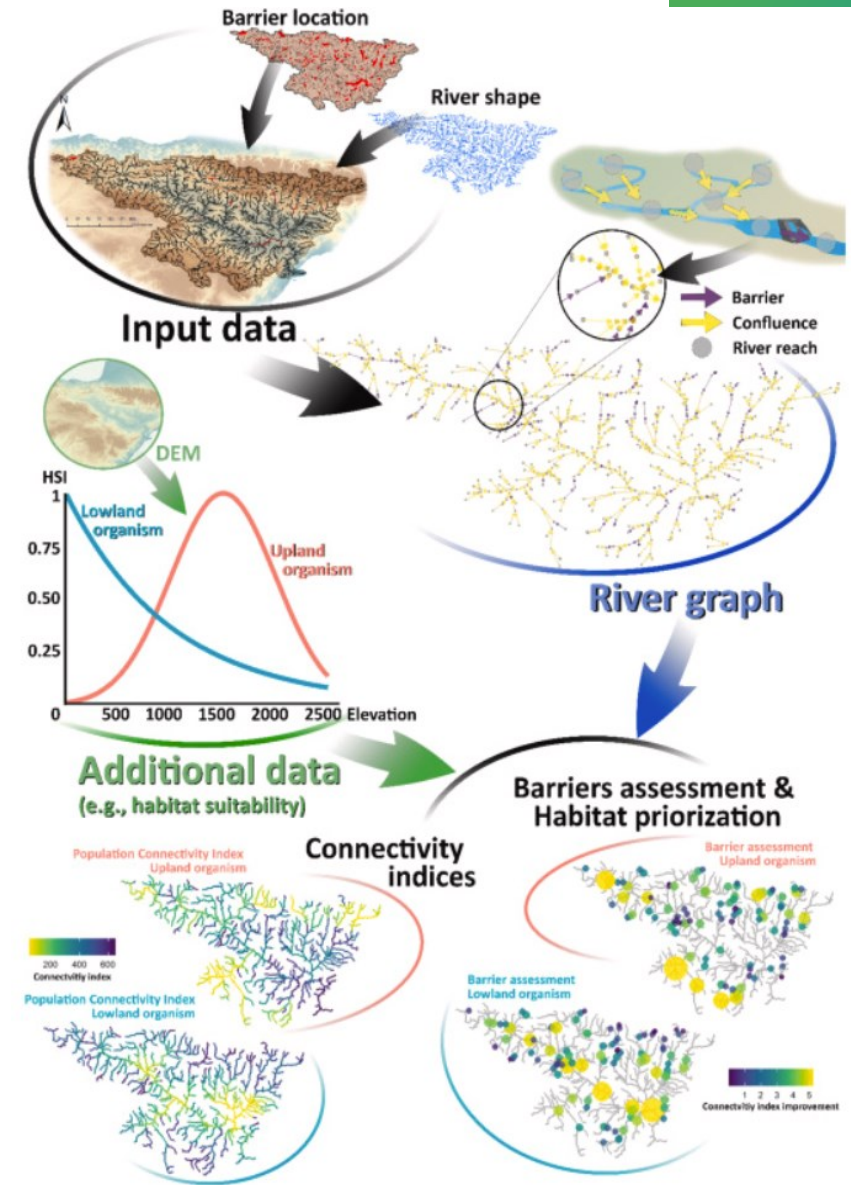 Barrier location
River shape
N
Input data
Barrier
Confluence
River reach
DEM
HSI
1
0.75
0.50
0.25
0
500
1000
1500
2000
2500
Elevation
Lowland
organism
Upland
organism
River graph
Additional data
(e.g., habitat suitability)
Barriers assessment &
Habitat priorization
Connectivity
indices
Population Connectivity Index
Upland organism
200 400 600
Connectivitly index
Population Connectivity Index
Lowland organism
Barrier assessment
Upland organism
Barrier assessment
Lowland organism
1 2 3 4 5
Connectvitiy index improvement